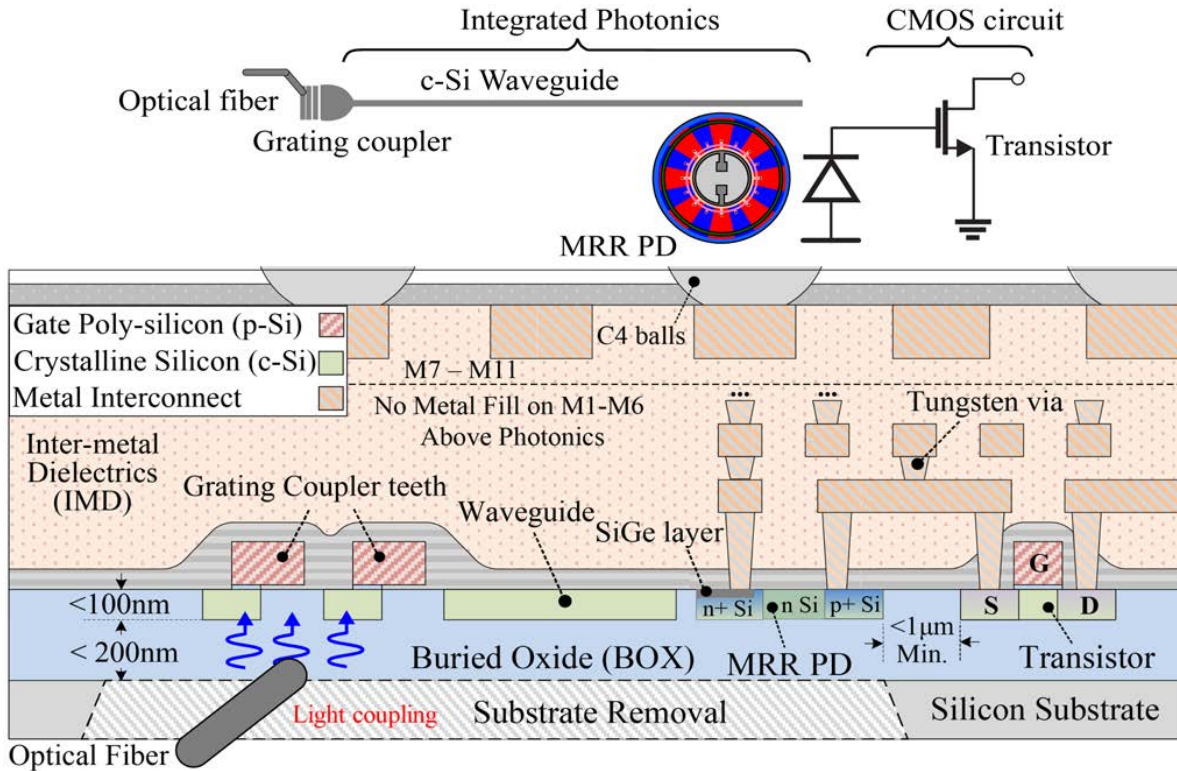 Integrated Photonics
CMOS circuit
c-Si Waveguide
Optical fiber
Grating coupler
Transistor
MRR PD
Gate Poly-silicon (p-Si)
Crystalline Silicon (c-Si)
Metal Interconnect
C4 balls
M7 – M11
No Metal Fill on M1-M6
Above Photonics
Tungsten via
Inter-metal
Dielectrics
(IMD)
Grating Coupler teeth
Waveguide
SiGe layer
G
<100nm
n+ Si
n Si
p+ Si
S
D
<1μm
Min.
< 200nm
Buried Oxide (BOX)
MRR PD
Transistor
Light coupling
Substrate Removal
Silicon Substrate
Optical Fiber